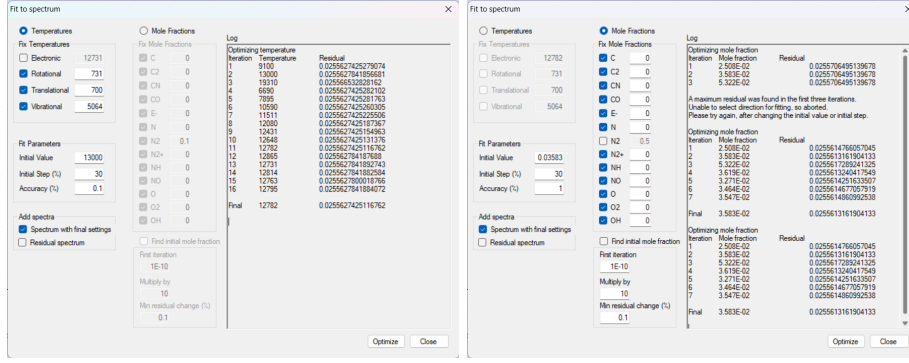 Fit to spectrum
Temperatures
Mole Fractions
Fix Temperatures
Electronic 12731
Rotational 731
Translational 700
Vibrational 5064
Fit Parameters
Initial Value 13000
Initial Step (%) 30
Accuracy (%) 0.1
Add spectra
Spectrum with final settings
Residual spectrum
Fix Mole Fractions
C 0
C2 0
CN 0
CO 0
E- 0
N 0
N2 0.1
N2+ 0
NH 0
NO 0
O 0
O2 0
OH 0
Find initial mole fraction
First iteration
1E-10
Multiply by
10
Min residual change (%)
0.1
Log
Optimizing temperature
Iteration Temperature Residual
1 9100 0.0255627425279074
2 13000 0.0255627841856681
3 19310 0.025566532828162
4 6690 0.0255627425282102
5 7895 0.0255627425281763
6 10590 0.0255627425260305
7 11511 0.0255627425225506
8 12080 0.0255627425187367
9 12431 0.0255627425154963
10 12648 0.0255627425131376
11 12782 0.0255627425116762
12 12865 0.025562784187688
13 12731 0.0255627841892743
14 12814 0.0255627841882584
15 12763 0.0255627800018766
16 12795 0.0255627841884072
Final 12782 0.0255627425116762
Optimize
Close
Fit to spectrum
Temperatures
Mole Fractions
Fix Temperatures
Electronic 12782
Rotational 731
Translational 700
Vibrational 5064
Fit Parameters
Initial Value 0.03583
Initial Step (%) 30
Accuracy (%) 1
Add spectra
Spectrum with final settings
Residual spectrum
Fix Mole Fractions
C 0
C2 0
CN 0
CO 0
E- 0
N 0
N2 0.5
N2+ 0
NH 0
NO 0
O 0
O2 0
OH 0
Find initial mole fraction
First iteration
1E-10
Multiply by
10
Min residual change (%)
0.1
Log
Optimizing mole fraction
Iteration Mole fraction Residual
1 2.508E-02 0.0255706495139678
2 3.583E-02 0.0255706495139678
3 5.322E-02 0.0255706495139678
A maximum residual was found in the first three iterations.
Unable to select direction for fitting, so aborted.
Please try again, after changing the initial value or initial step.
Optimizing mole fraction
Iteration Mole fraction Residual
1 2.508E-02 0.0255614766057045
2 3.583E-02 0.0255613161904133
3 5.322E-02 0.0255617289241325
4 3.619E-02 0.0255613240417549
5 3.271E-02 0.0255614251633507
6 3.464E-02 0.0255614677057919
7 3.547E-02 0.0255614860992538
Final 3.583E-02 0.0255613161904133
Optimizing mole fraction
Iteration Mole fraction Residual
1 2.508E-02 0.0255614766057045
2 3.583E-02 0.0255613161904133
3 5.322E-02 0.0255617289241325
4 3.619E-02 0.0255613240417549
5 3.271E-02 0.0255614251633507
6 3.464E-02 0.0255614677057919
7 3.547E-02 0.0255614860992538
Final 3.583E-02 0.0255613161904133
Optimize
Close